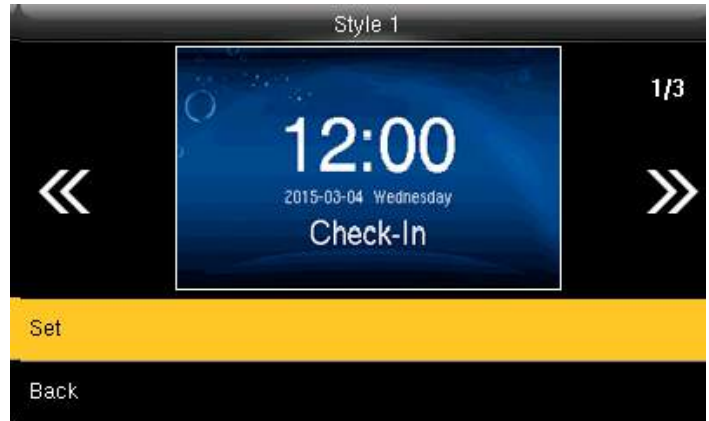 Style 1
1/3
12:00
2015-03-04 Wednesday
Check-In
Set
Back